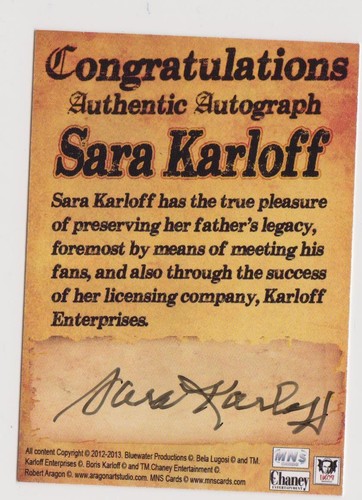 Congratulations
Authentic Autograph
Sara Karloff
Sara Karloff has the true pleasure
of preserving her father's legacy,
foremost by means of meeting his
fans, and also through the success
of her licensing company, Karloff
Enterprises.
Sara Karloff
All content Copyright © 2012-2013. Bluewater Productions ©. Bela Lugosi © and TM.
Karloff Enterprises ©. Boris Karloff © and TM.Chaney Entertainment ©.
Robert Aragon ©. www.aragonartstudio.com. MNS Cards © www.mnscards.com
MNS
Chaney
ENTERTAINMENT